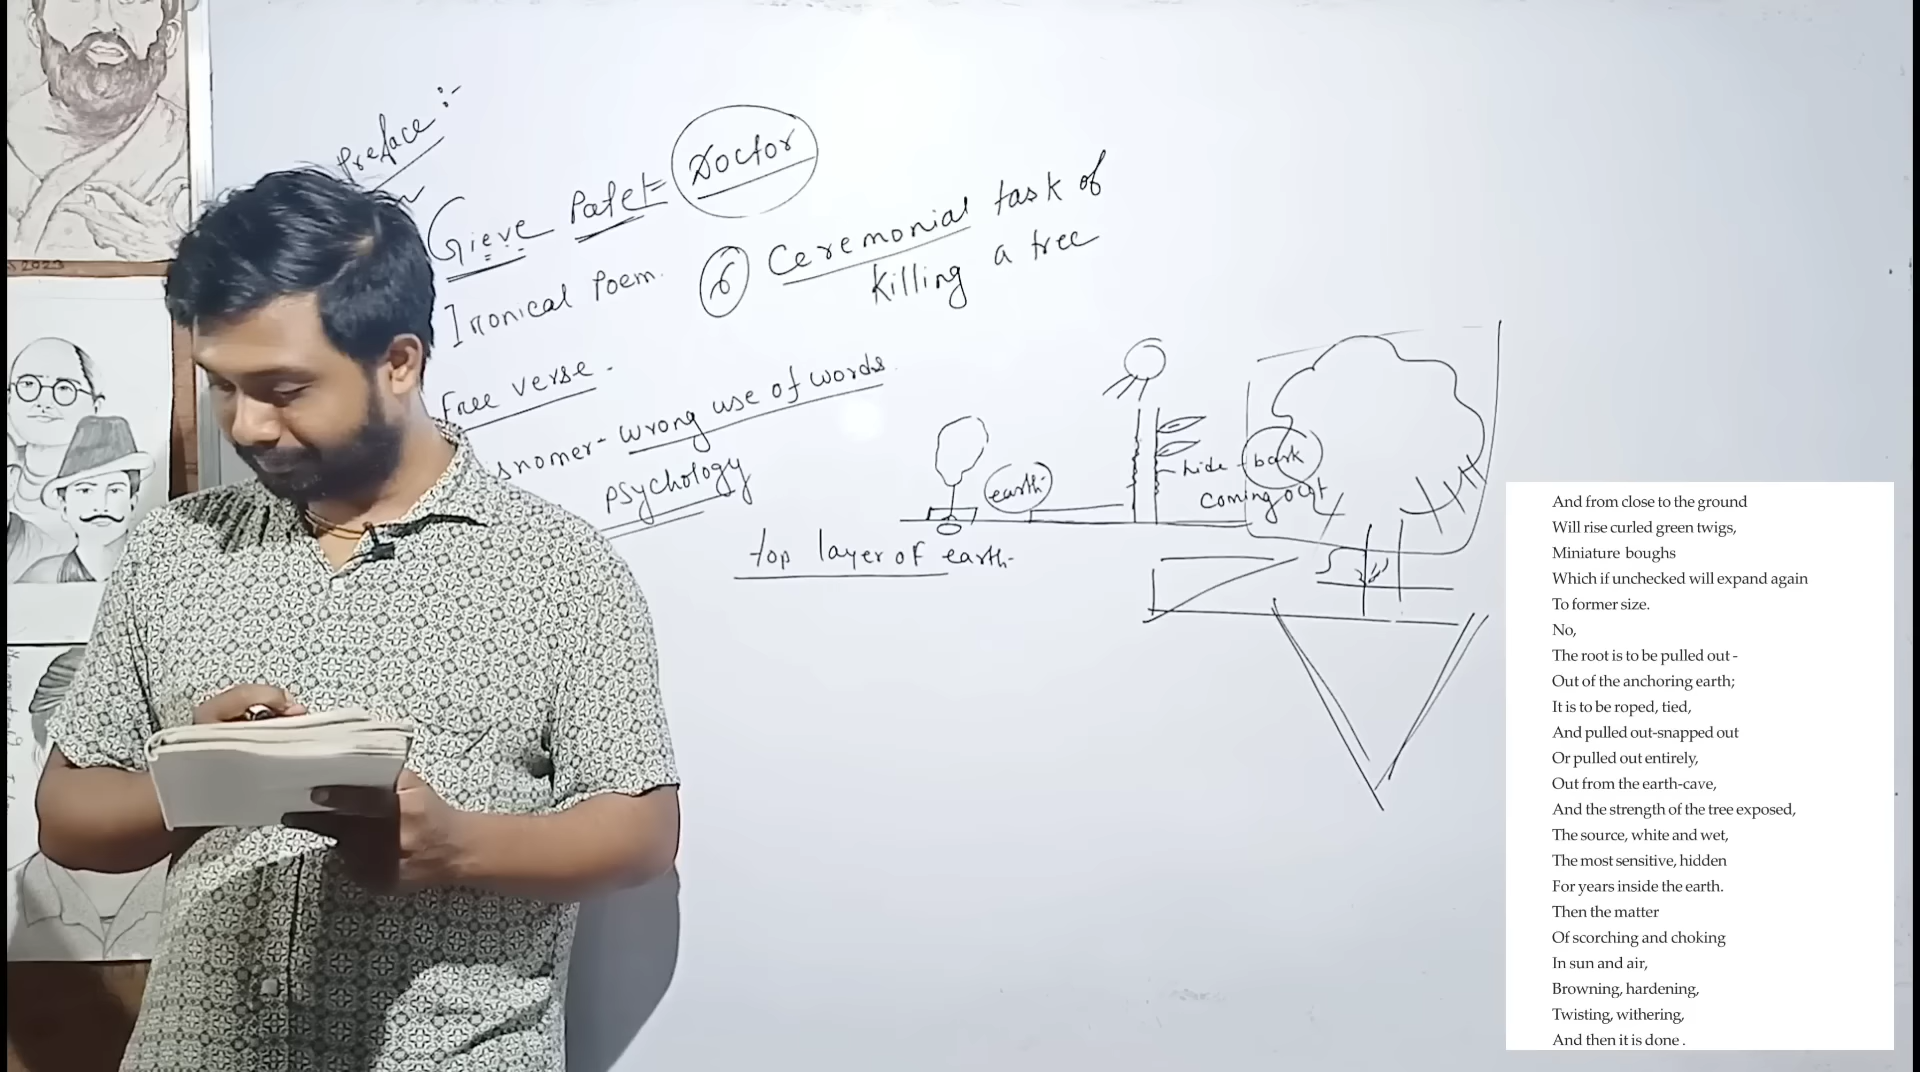 Preface :-
Gieve Patel = Doctor
Ironical Poem.
6 Ceremonial task of
killing a tree
Free verse.
snomer - wrong use of words
psychology
earth
hide - bark
coming out
top layer of earth
2023
And from close to the ground
Will rise curled green twigs,
Miniature boughs
Which if unchecked will expand again
To former size.
No,
The root is to be pulled out -
Out of the anchoring earth;
It is to be roped, tied,
And pulled out-snapped out
Or pulled out entirely,
Out from the earth-cave,
And the strength of the tree exposed,
The source, white and wet,
The most sensitive, hidden
For years inside the earth.
Then the matter
Of scorching and choking
In sun and air,
Browning, hardening,
Twisting, withering,
And then it is done .